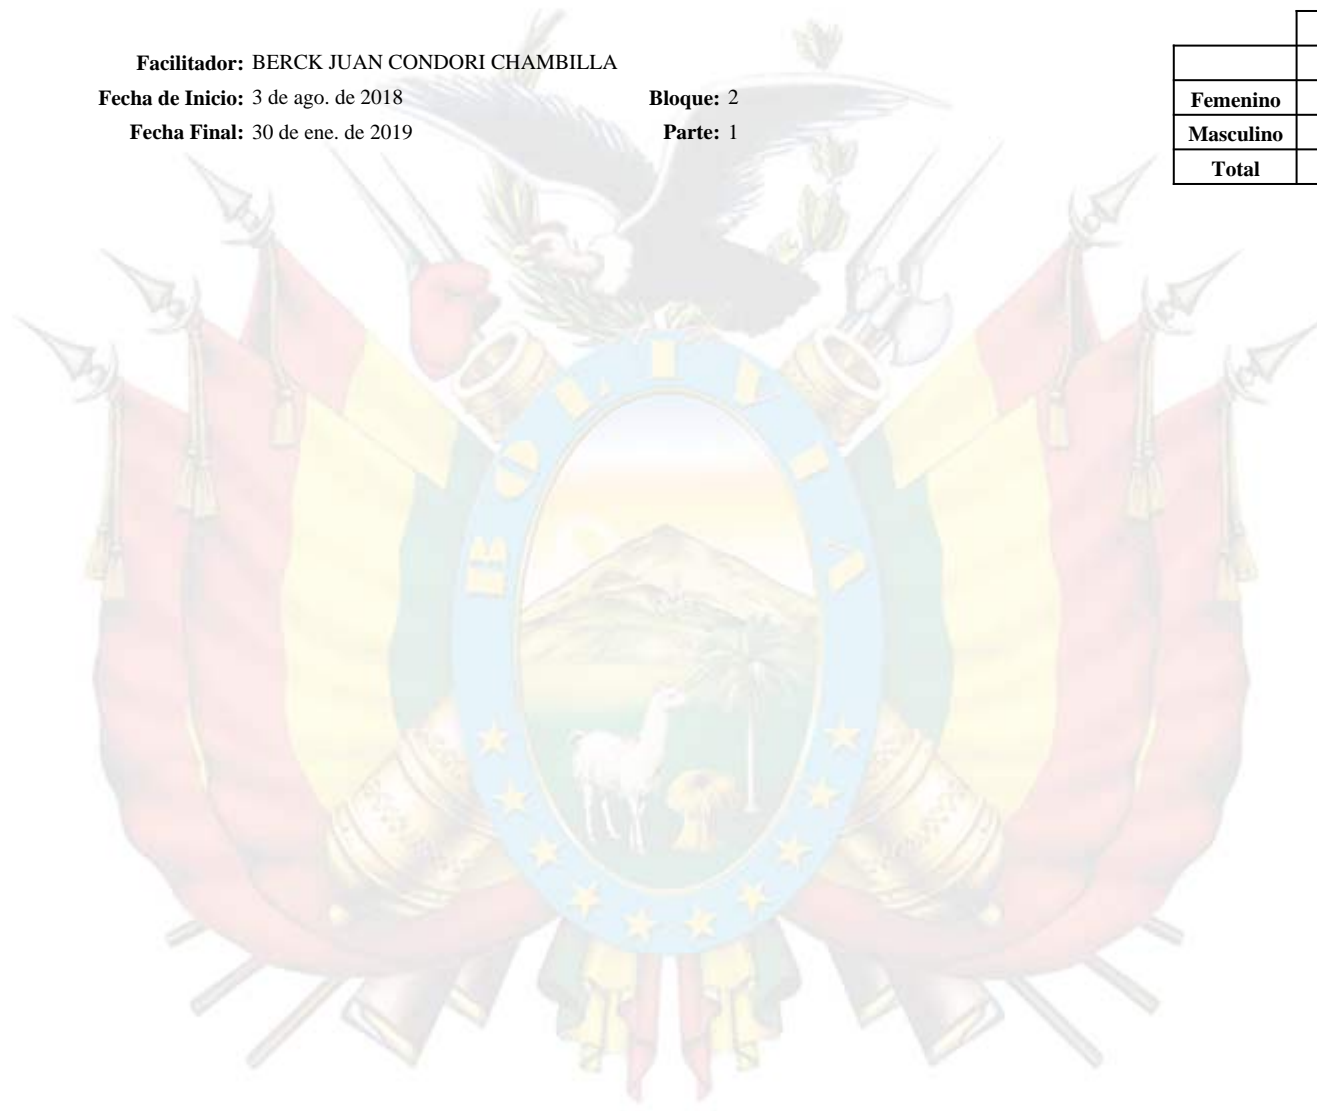 Facilitador: BERCK JUAN CONDORI CHAMBILLA
Fecha de Inicio: 3 de ago. de 2018 Bloque: 2
Fecha Final: 30 de ene. de 2019 Parte: 1
Femenino
Masculino
Total
BOLIVIA